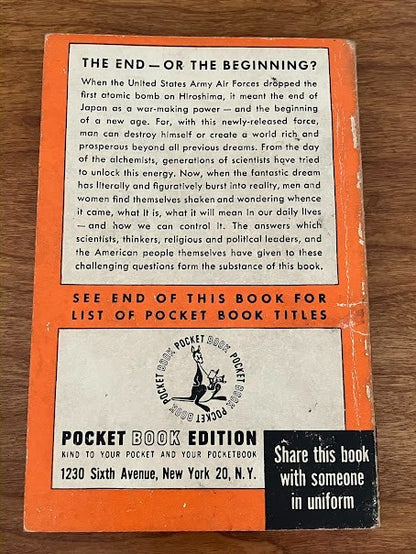 THE END — OR THE BEGINNING?
When the United States Army Air Forces dropped the
first atomic bomb on Hiroshima, it meant the end of
Japan as a war-making power — and the beginning
of a new age. For, with this newly-released force,
man can destroy himself or create a world rich and
prosperous beyond all previous dreams. From the day
of the alchemists, generations of scientists have tried
to unlock this energy. Now, when the fantastic dream
has literally and figuratively burst into reality, men and
women find themselves shaken and wondering whence
it came, what it is, what it will mean in our daily lives
— and how we can control it. The answers which
scientists, thinkers, religious and political leaders, and
the American people themselves have given to these
challenging questions form the substance of this book.
SEE END OF THIS BOOK FOR
LIST OF POCKET BOOK TITLES
POCKET BOOK POCKET BOOK POCKET BOOK POCKET BOOK
POCKET BOOK EDITION
KIND TO YOUR POCKET AND YOUR POCKETBOOK
1230 Sixth Avenue, New York 20, N.Y.
Share this book
with someone
in uniform